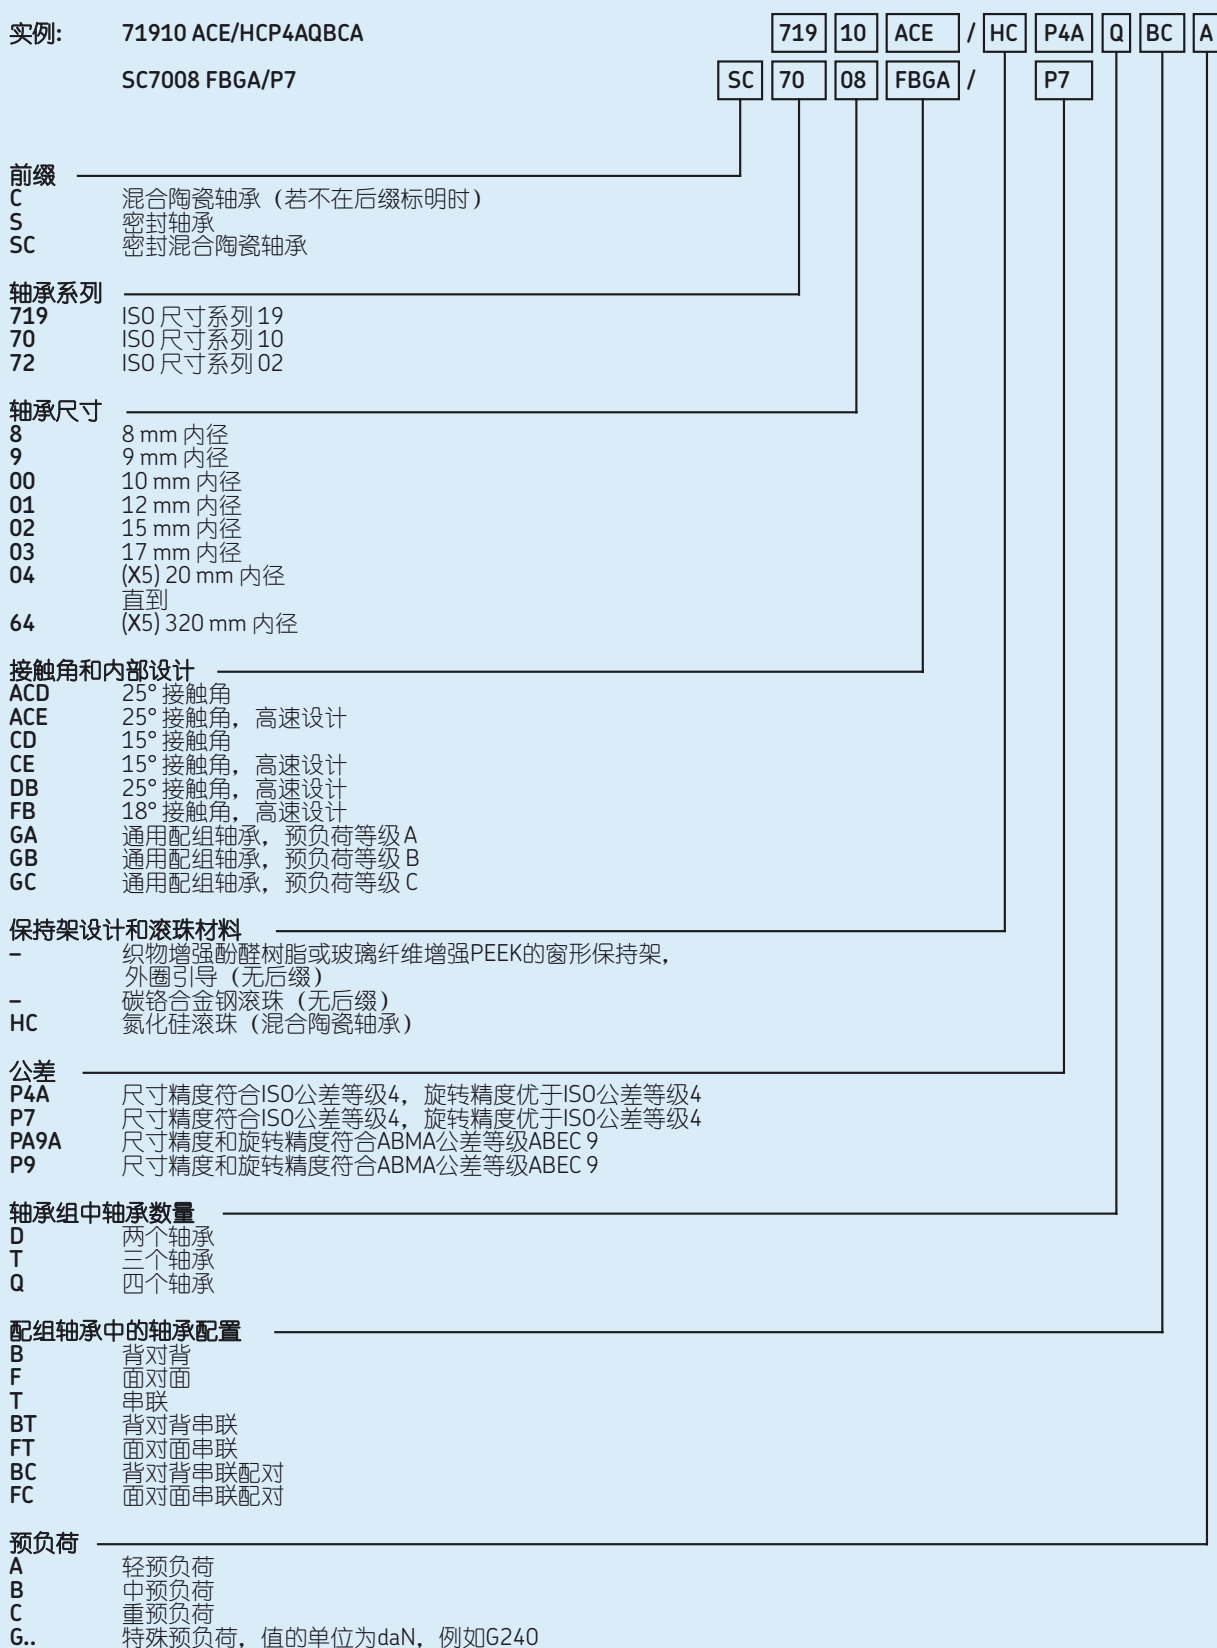 实例: 71910 ACE/HCP4AQBCA 719 10 ACE / HC P4A Q BC A
SC7008 FBGA/P7 SC 70 08 FBGA / P7
前缀
C 混合陶瓷轴承（若不在后缀标明时）
S 密封轴承
SC 密封混合陶瓷轴承
轴承系列
719 ISO 尺寸系列 19
70 ISO 尺寸系列 10
72 ISO 尺寸系列 02
轴承尺寸
8 8 mm 内径
9 9 mm 内径
00 10 mm 内径
01 12 mm 内径
02 15 mm 内径
03 17 mm 内径
04 (X5) 20 mm 内径
直到
64 (X5) 320 mm 内径
接触角和内部设计
ACD 25° 接触角
ACE 25° 接触角，高速设计
CD 15° 接触角
CE 15° 接触角，高速设计
DB 25° 接触角，高速设计
FB 18° 接触角，高速设计
GA 通用配组轴承，预负荷等级 A
GB 通用配组轴承，预负荷等级 B
GC 通用配组轴承，预负荷等级 C
保持架设计和滚珠材料
– 织物增强酚醛树脂或玻璃纤维增强PEEK的窗形保持架，
外圈引导（无后缀）
– 碳铬合金钢滚珠（无后缀）
HC 氮化硅滚珠（混合陶瓷轴承）
公差
P4A 尺寸精度符合ISO公差等级4，旋转精度优于ISO公差等级4
P7 尺寸精度符合ISO公差等级4，旋转精度优于ISO公差等级4
PA9A 尺寸精度和旋转精度符合ABMA公差等级ABEC 9
P9 尺寸精度和旋转精度符合ABMA公差等级ABEC 9
轴承组中轴承数量
D 两个轴承
T 三个轴承
Q 四个轴承
配组轴承中的轴承配置
B 背对背
F 面对面
T 串联
BT 背对背串联
FT 面对面串联
BC 背对背串联配对
FC 面对面串联配对
预负荷
A 轻预负荷
B 中预负荷
C 重预负荷
G.. 特殊预负荷，值的单位为daN，例如G240